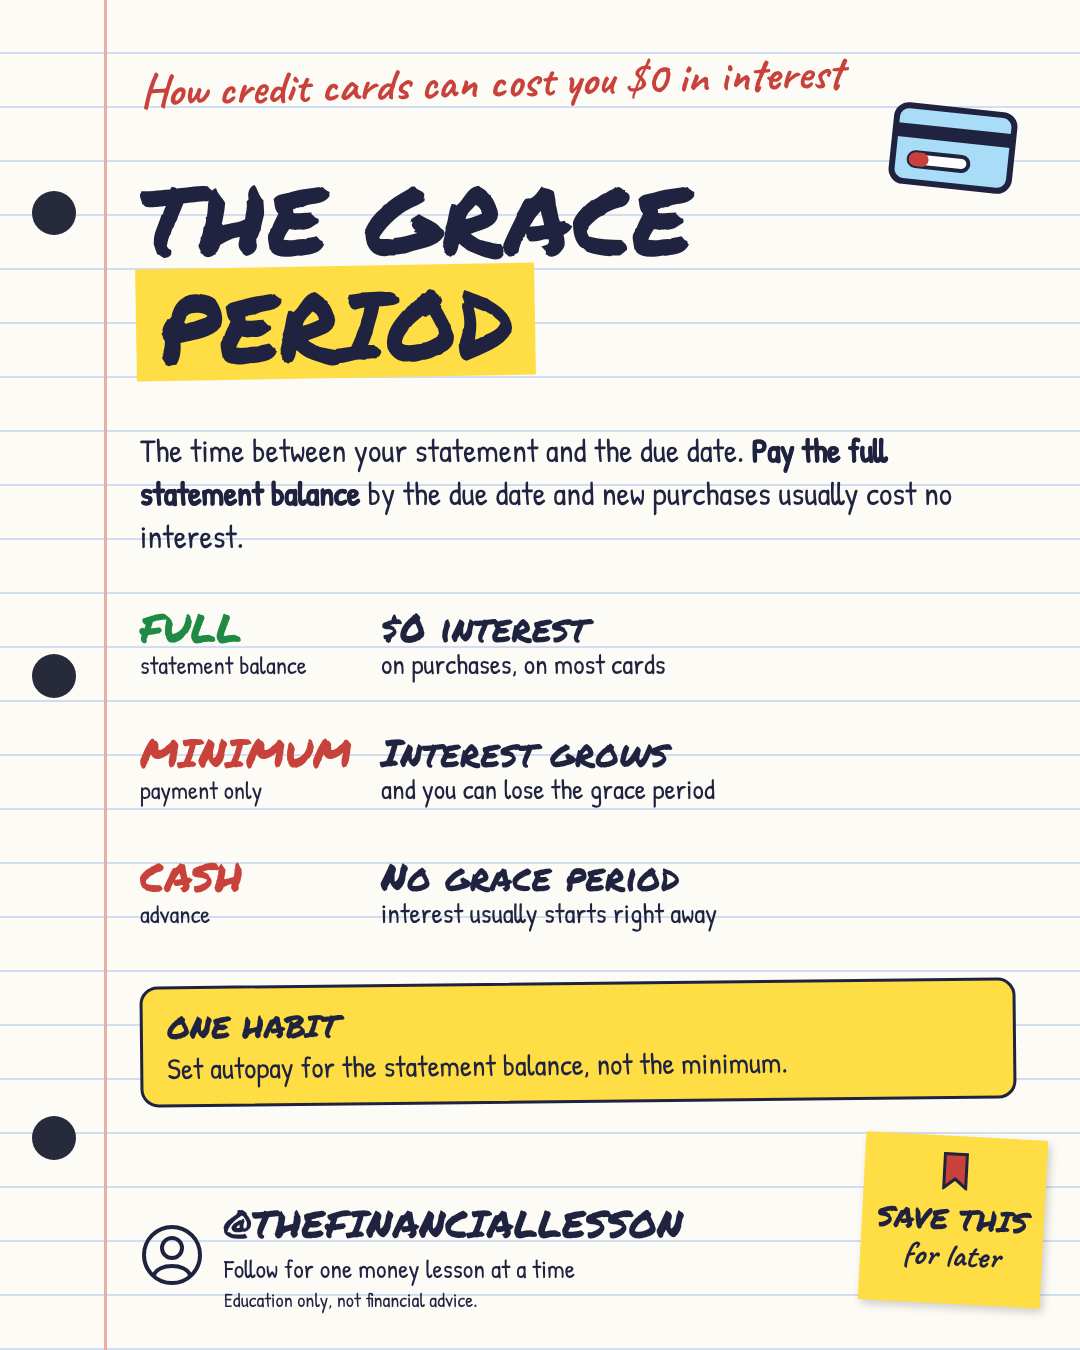 How credit cards can cost you $0 in interest
THE GRACE
PERIOD
The time between your statement and the due date. Pay the full
statement balance by the due date and new purchases usually cost no
interest.
FULL
statement balance
$0 INTEREST
on purchases, on most cards
MINIMUM
payment only
INTEREST GROWS
and you can lose the grace period
CASH
advance
NO GRACE PERIOD
interest usually starts right away
ONE HABIT
Set autopay for the statement balance, not the minimum.
@THEFINANCIALLESSON
Follow for one money lesson at a time
Education only, not financial advice.
SAVE THIS
for later